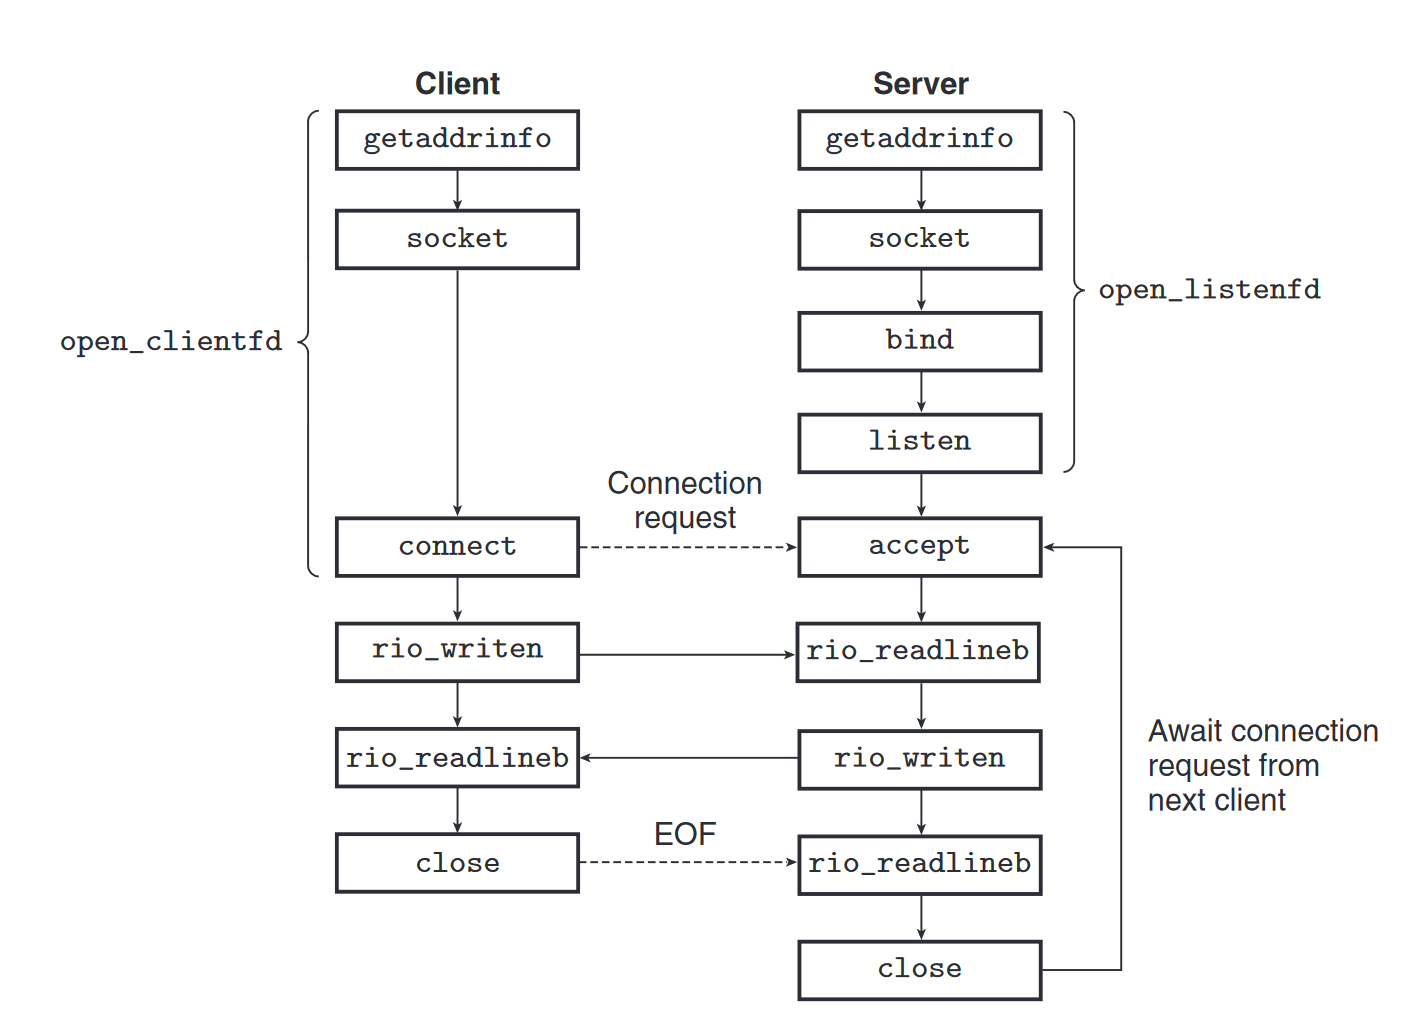 Client
Server
getaddrinfo
getaddrinfo
socket
socket
open_listenfd
bind
open_clientfd
listen
Connection
request
connect
accept
rio_writen
rio_readlineb
Await connection
request from
next client
rio_readlineb
rio_writen
EOF
close
rio_readlineb
close